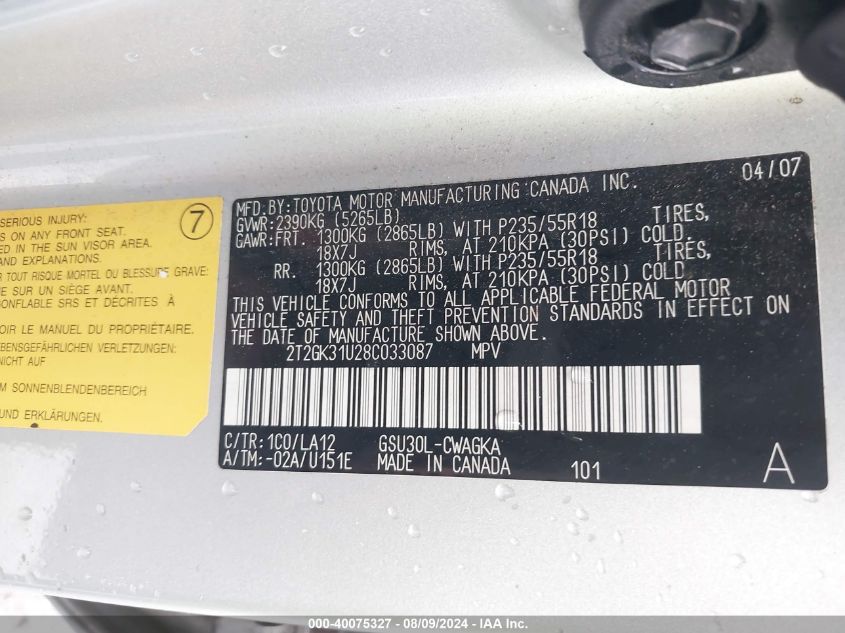 SERIOUS INJURY:
ON ANY FRONT SEAT.
ED IN THE SUN VISOR AREA.
AND EXPLANATIONS.
R TOUT RISQUE MORTEL OU BLESSURE GRAVE:
E SUR UN SIÈGE AVANT.
ONFLABLE SRS ET DÉCRITES À
OIR LE MANUEL DU PROPRIÉTAIRE.
EBENSGEFÄHRLICHEN VERLETZUNGEN:
NICHT AUF
M SONNENBLENDENBEREICH
UND ERKLÄRUNGEN.
7
MFD.BY:TOYOTA MOTOR MANUFACTURING CANADA INC. 04/07
GVWR:2390KG (5265LB)
GAWR:FRT. 1300KG (2865LB) WITH P235/55R18 TIRES,
18X7J RIMS, AT 210KPA (30PSI) COLD.
RR. 1300KG (2865LB) WITH P235/55R18 TIRES,
18X7J RIMS, AT 210KPA (30PSI) COLD
THIS VEHICLE CONFORMS TO ALL APPLICABLE FEDERAL MOTOR
VEHICLE SAFETY AND THEFT PREVENTION STANDARDS IN EFFECT ON
THE DATE OF MANUFACTURE SHOWN ABOVE.
2T2GK31U28C033087 MPV
C/TR:1C0/LA12 GSU30L-CWAGKA
A/TM:-02A/U151E MADE IN CANADA 101 A
000-40075327 - 08/09/2024 - IAA Inc.